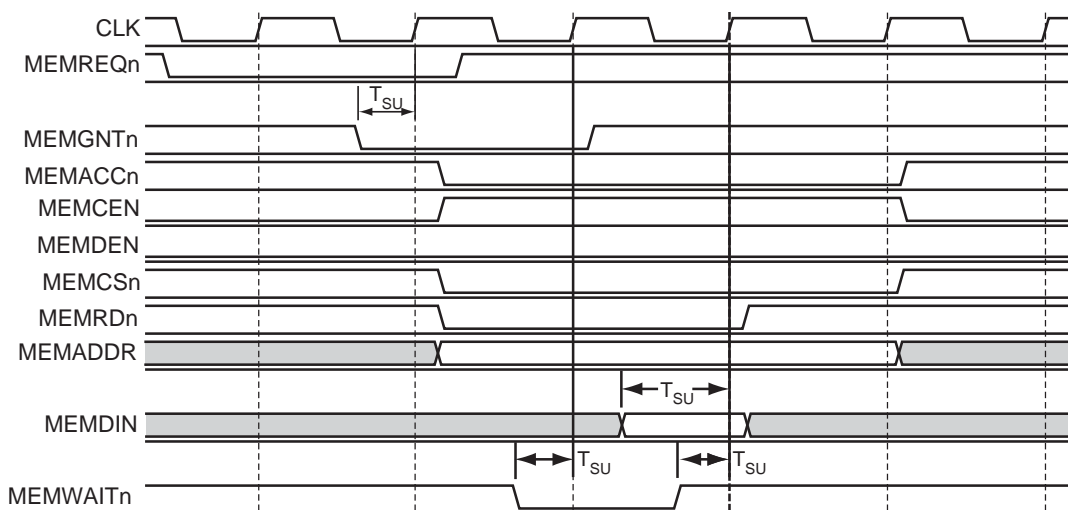 CLK
MEMREQn
TSU
MEMGNTn
MEMACCn
MEMCEN
MEMDEN
MEMCSn
MEMRDn
MEMADDR
TSU
MEMDIN
TSU
TSU
MEMWAITn